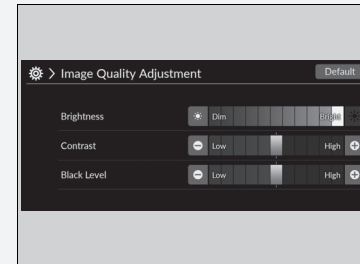 > Image Quality Adjustment Default
Brightness Dim Bright
Contrast Low High
Black Level Low High